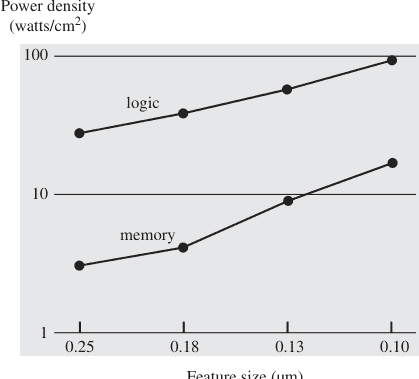 Power density
(watts/cm²)
100
logic
10
memory
1
0.25 0.18 0.13 0.10
Feature size (μm)